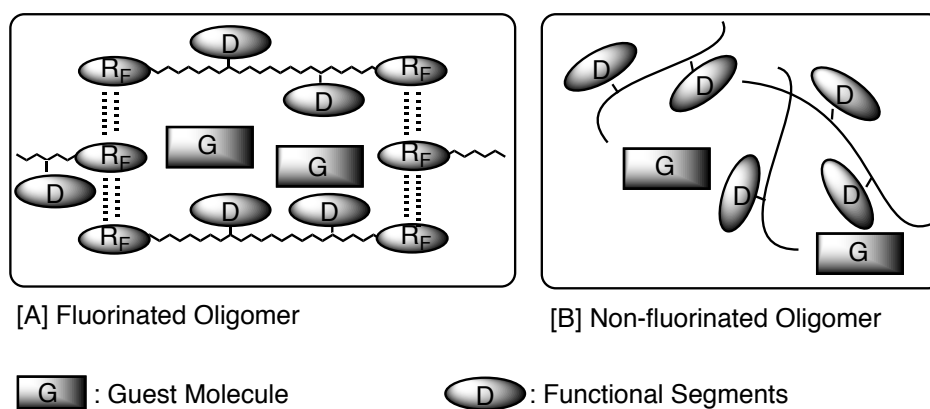 D
R_F R_F
D
G
G
R_F R_F
D
D D
R_F R_F
D D
D
G
D D
G
[A] Fluorinated Oligomer
[B] Non-fluorinated Oligomer
G : Guest Molecule
D : Functional Segments